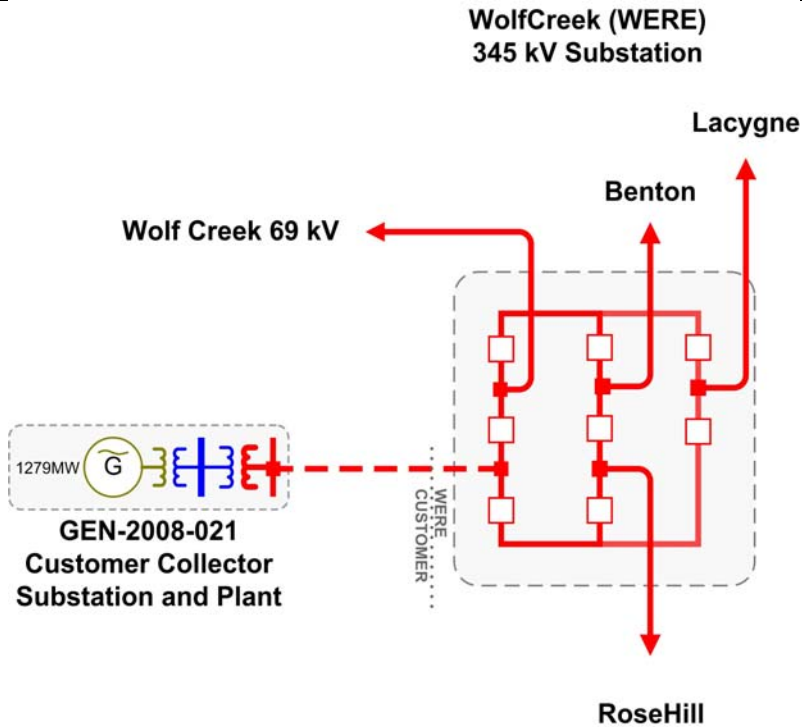 WolfCreek (WERE)
345 kV Substation
Lacygne
Benton
Wolf Creek 69 kV
1279MW
G
WERE
CUSTOMER
GEN-2008-021
Customer Collector
Substation and Plant
RoseHill